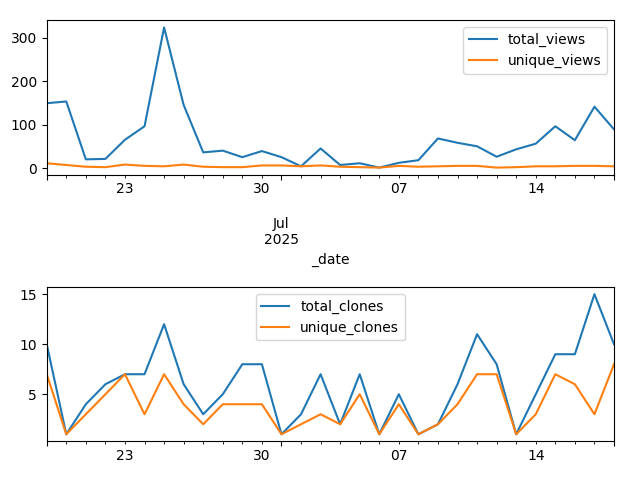 300
200
100
0
total_views
unique_views
23
30
07
14
Jul
2025
_date
15
10
5
total_clones
unique_clones
23
30
07
14